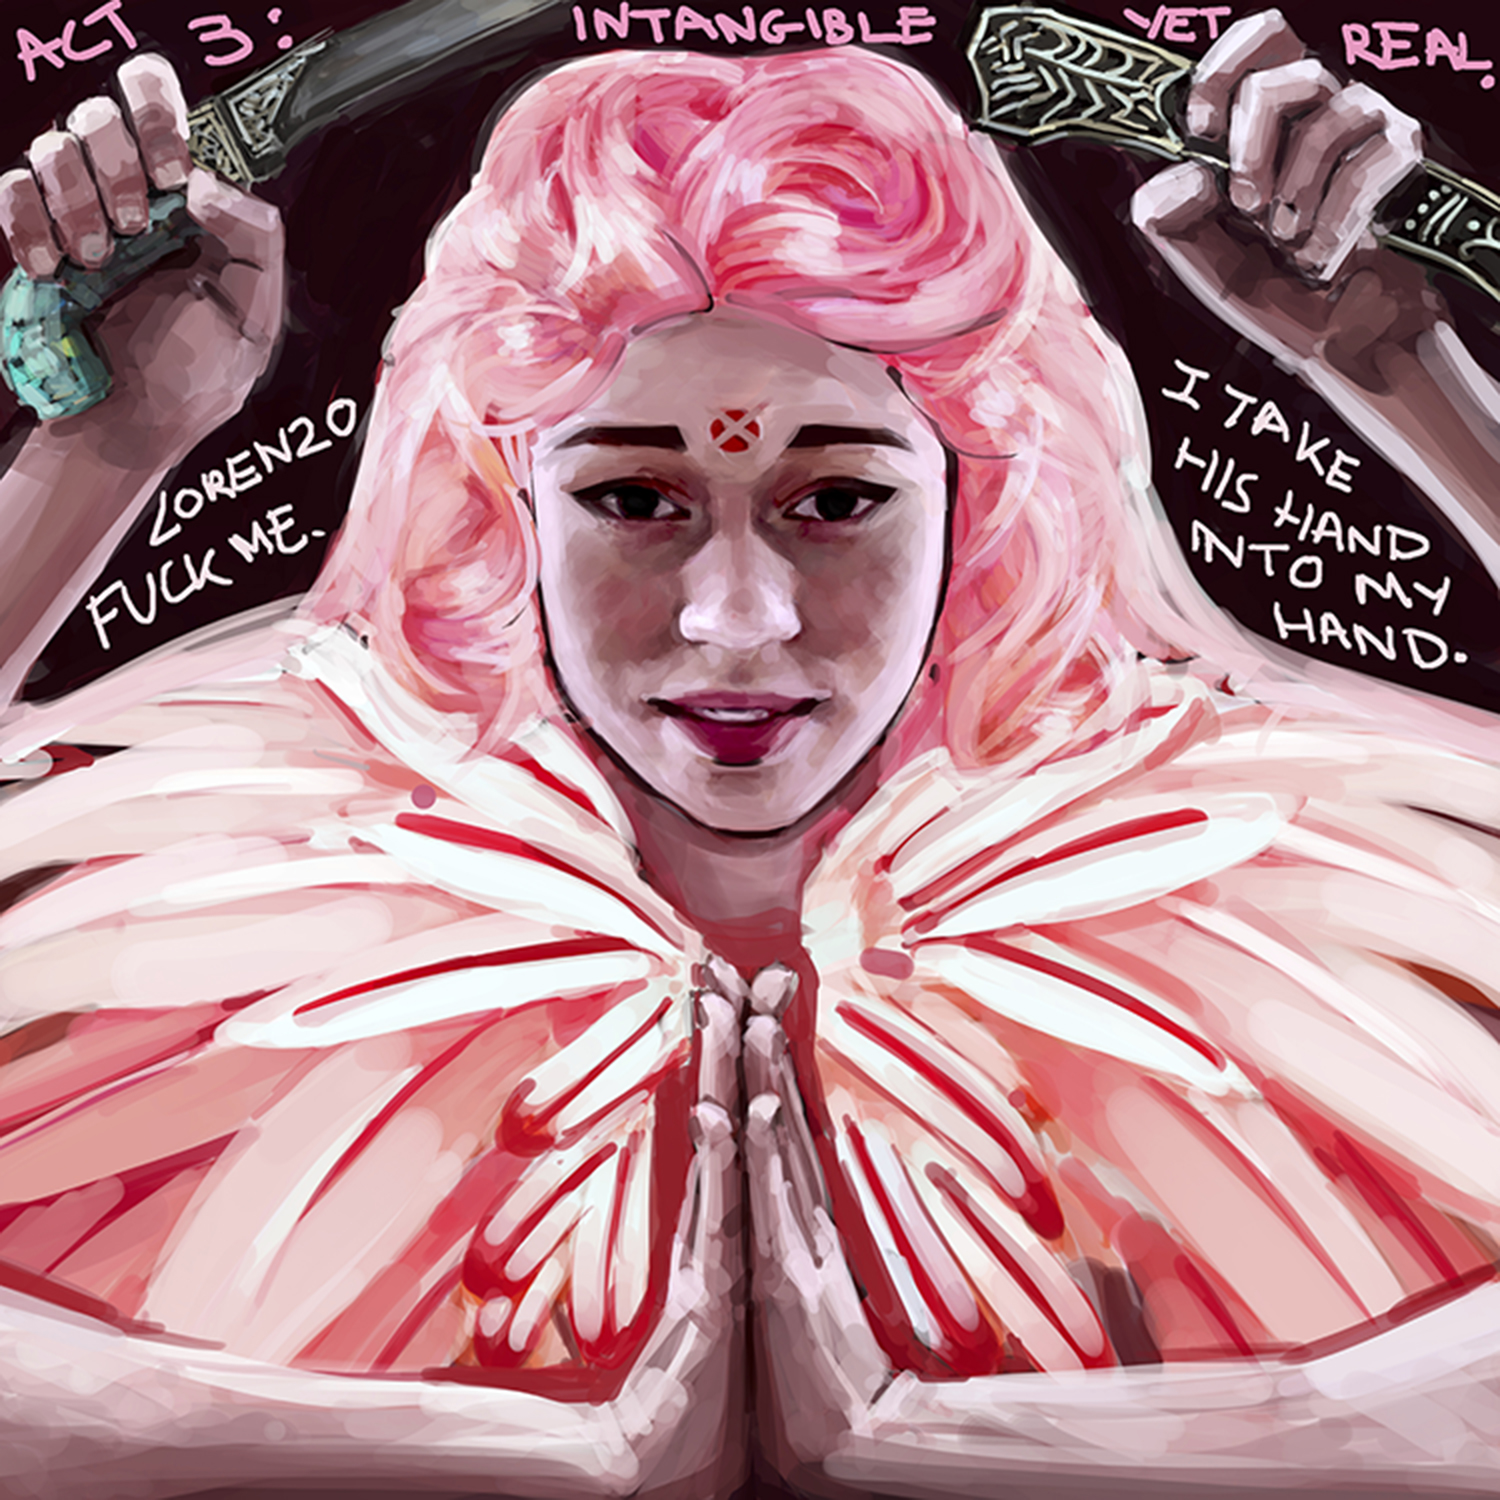 ACT 3: INTANGIBLE YET REAL.
LORENZO
FUCK ME.
I TAKE
HIS HAND
INTO MY
HAND.